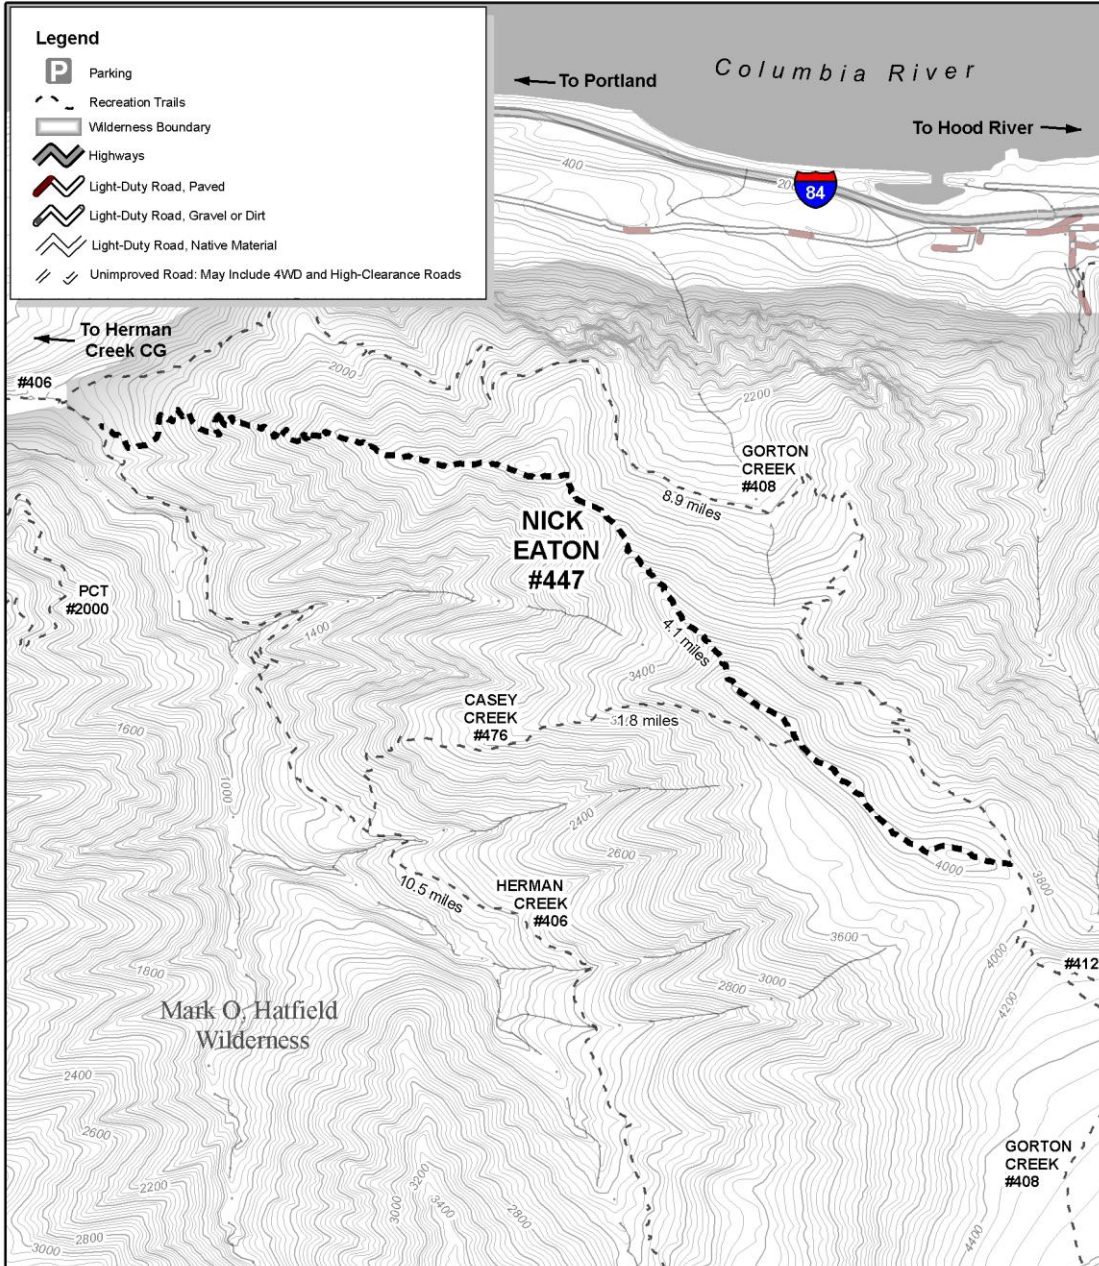 Legend
P
Parking
Recreation Trails
Wilderness Boundary
Highways
Light-Duty Road, Paved
Light-Duty Road, Gravel or Dirt
Light-Duty Road, Native Material
Unimproved Road: May Include 4WD and High-Clearance Roads
Columbia River
To Portland
To Hood River
400
84
To Herman
Creek CG
#406
2000
2200
GORTON
CREEK
#408
8.9 miles
NICK
EATON
#447
PCT
#2000
1400
4.1 miles
3400
CASEY
CREEK
#476
1.8 miles
1600
1000
2400
2600
4000
3800
10.5 miles
HERMAN
CREEK
#406
3600
4000
#412
1800
3000
2800
4200
Mark O. Hatfield
Wilderness
2400
2600
2200
3200
3000
3400
2800
GORTON
CREEK
#408
2800
3000
4400